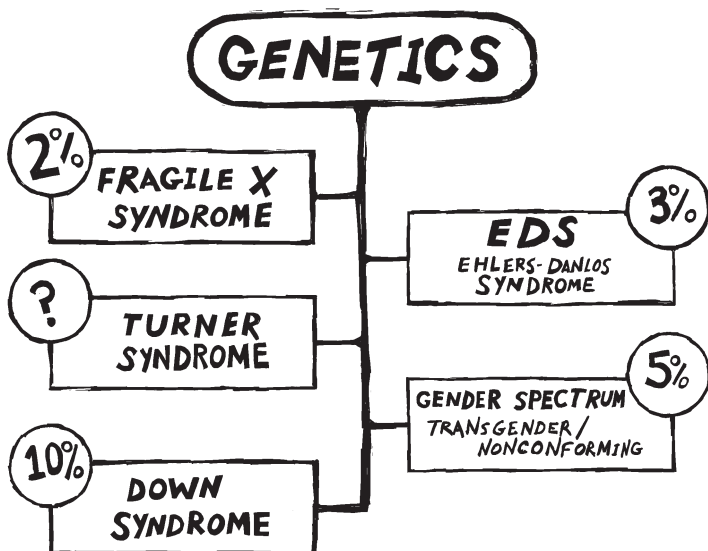 GENETICS
2%
FRAGILE X
SYNDROME
3%
EDS
EHLERS-DANLOS
SYNDROME
?
TURNER
SYNDROME
5%
GENDER SPECTRUM
TRANSGENDER/
NONCONFORMING
10%
DOWN
SYNDROME